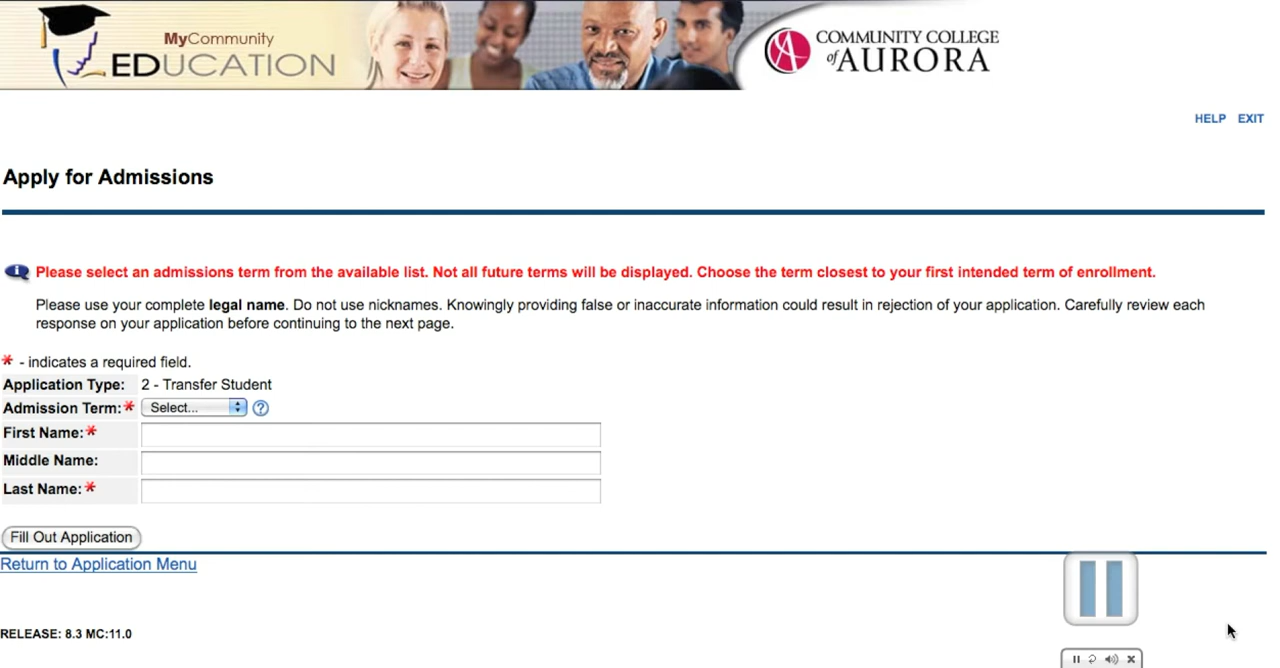 MyCommunity
EDUCATION
COMMUNITY COLLEGE
of AURORA
HELP EXIT
Apply for Admissions
Please select an admissions term from the available list. Not all future terms will be displayed. Choose the term closest to your first intended term of enrollment.
Please use your complete legal name. Do not use nicknames. Knowingly providing false or inaccurate information could result in rejection of your application. Carefully review each
response on your application before continuing to the next page.
* - indicates a required field.
Application Type: 2 - Transfer Student
Admission Term:* Select... ?
First Name:*
Middle Name:
Last Name:*
Fill Out Application
Return to Application Menu
RELEASE: 8.3 MC:11.0